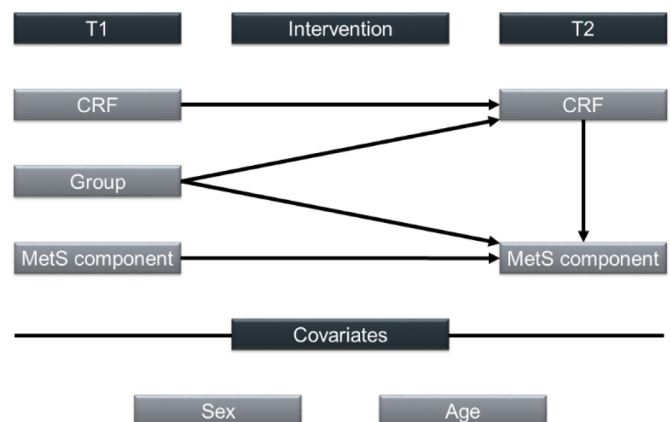 T1 Intervention T2
CRF CRF
Group
MetS component MetS component
Covariates
Sex Age